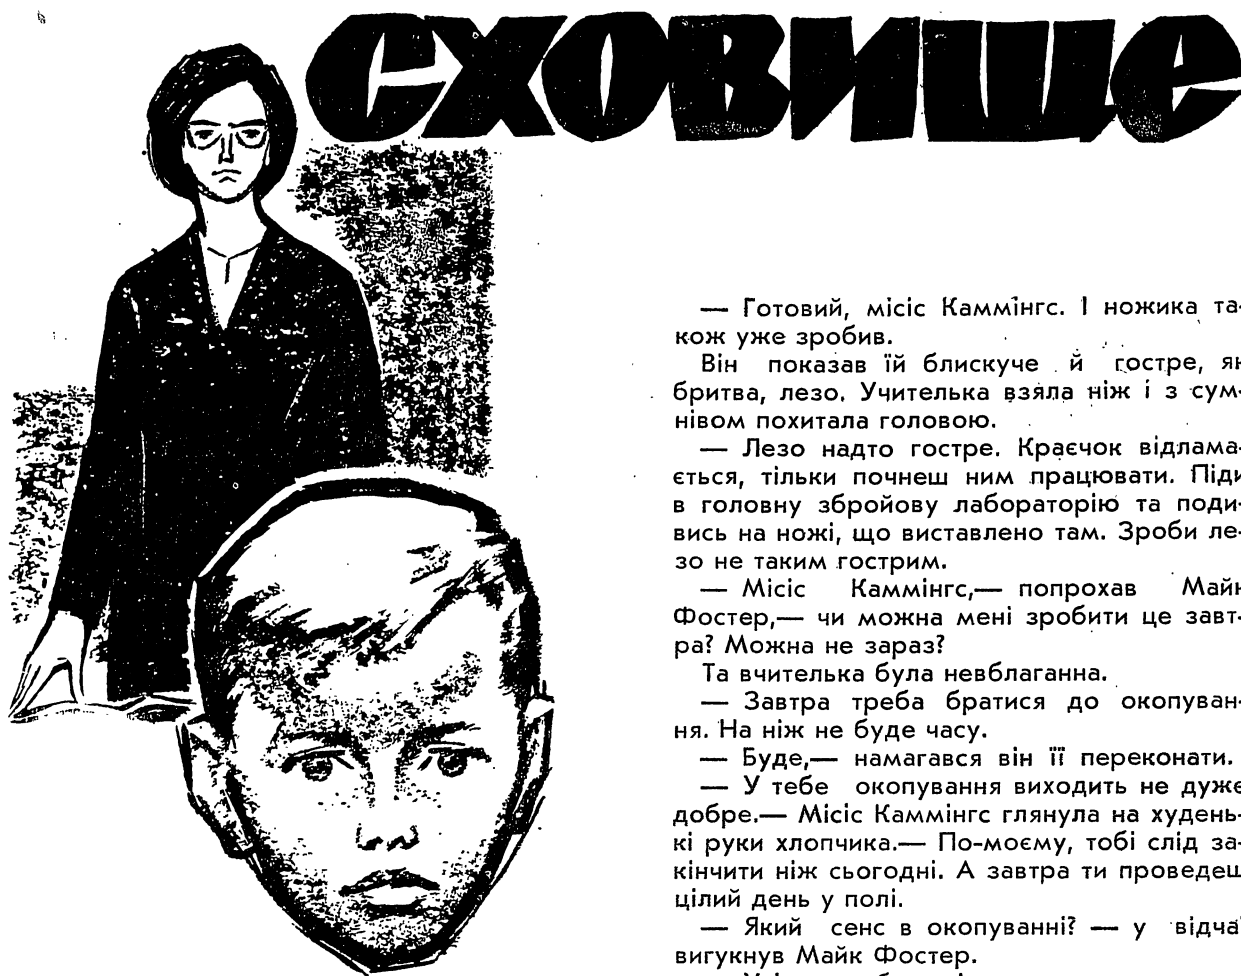 сховище
— Готовий, місіс Каммінгс. І ножика та-
кож уже зробив.
Він показав їй блискуче й гостре, як
бритва, лезо. Учителька взяла ніж і з сум-
нівом похитала головою.
— Лезо надто гостре. Краєчок відлама-
ється, тільки почнеш ним працювати. Піди
в головну збройову лабораторію та поди-
вись на ножі, що виставлено там. Зроби ле-
зо не таким гострим.
— Місіс Каммінгс,— попрохав Майк
Фостер,— чи можна мені зробити це завт-
ра? Можна не зараз?
Та вчителька була невблаганна.
— Завтра треба братися до окопуван-
ня. На ніж не буде часу.
— Буде,— намагався він її переконати.
— У тебе окопування виходить не дуже
добре.— Місіс Каммінгс глянула на худень-
кі руки хлопчика.— По-моєму, тобі слід за-
кінчити ніж сьогодні. А завтра ти проведеш
цілий день у полі.
— Який сенс в окопуванні? — у відчаї
вигукнув Майк Фостер.